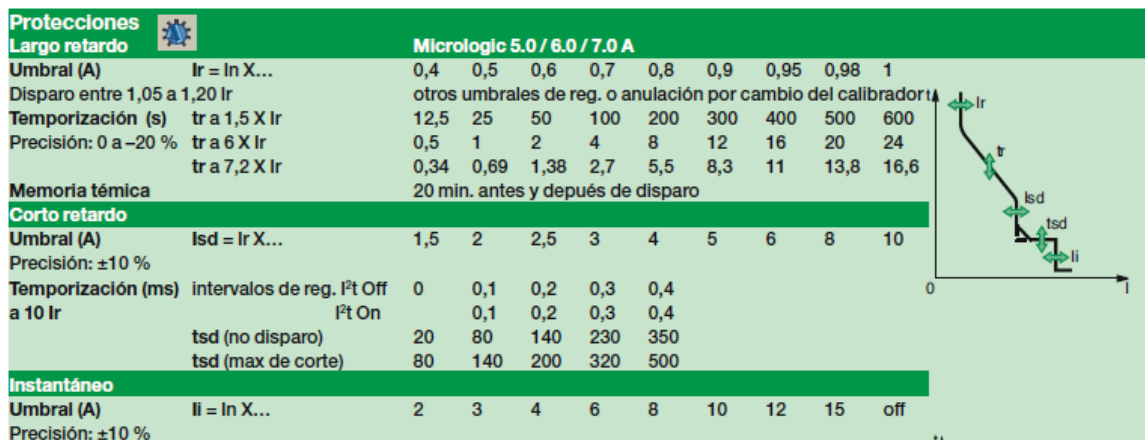 Protecciones
Largo retardo Micrologic 5.0 / 6.0 / 7.0 A
Umbral (A) Ir = In X... 0,4 0,5 0,6 0,7 0,8 0,9 0,95 0,98 1
Disparo entre 1,05 a 1,20 Ir otros umbrales de reg. o anulación por cambio del calibrador
Temporización (s) tr a 1,5 X Ir 12,5 25 50 100 200 300 400 500 600
Precisión: 0 a –20 % tr a 6 X Ir 0,5 1 2 4 8 12 16 20 24
tr a 7,2 X Ir 0,34 0,69 1,38 2,7 5,5 8,3 11 13,8 16,6
Memoria témica 20 min. antes y depués de disparo
Corto retardo
Umbral (A) Isd = Ir X... 1,5 2 2,5 3 4 5 6 8 10
Precisión: ±10 %
Temporización (ms) intervalos de reg. I²t Off 0 0,1 0,2 0,3 0,4
a 10 Ir I²t On 0,1 0,2 0,3 0,4
tsd (no disparo) 20 80 140 230 350
tsd (max de corte) 80 140 200 320 500
Instantáneo
Umbral (A) Ii = In X... 2 3 4 6 8 10 12 15 off
Precisión: ±10 %
t
Ir
tr
Isd
tsd
Ii
0 I